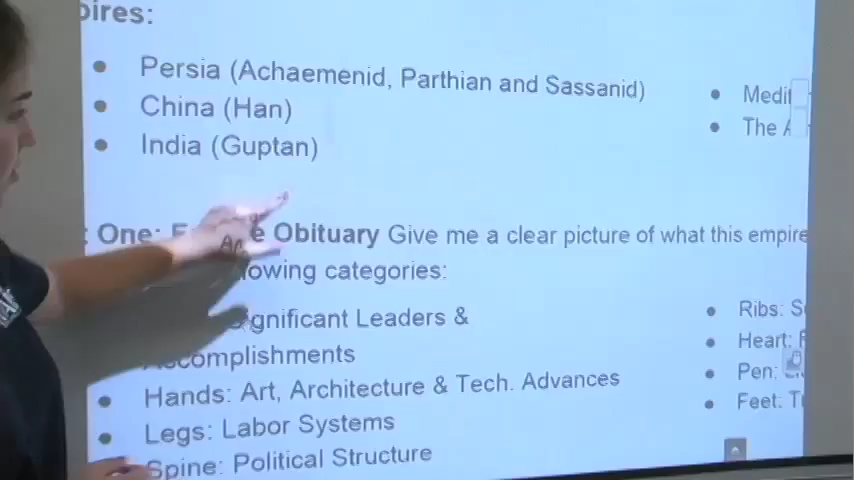 pires:
Persia (Achaemenid, Parthian and Sassanid)
China (Han)
India (Guptan)
The
One: Obituary Give me a clear picture of what this empire
owing categories:
gnificant Leaders &
complishments
Hands: Art, Architecture & Tech. Advances
Legs: Labor Systems
Spine: Political Structure
Ribs:
Heart:
Pen:
Feet: